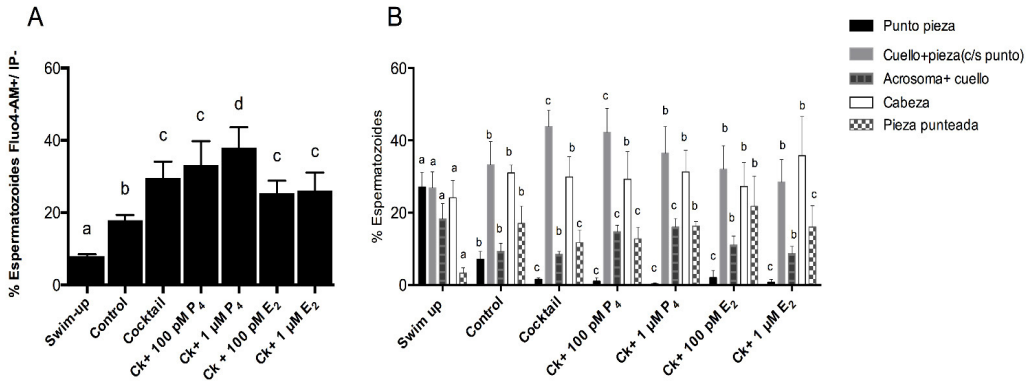 A
% Espermatozoides Fluo4-AM+/ IP-
60
40
20
0
a
b
c
c
d
c
c
Swim-up
Control
Cocktail
Ck+ 100 pM P4
Ck+ 1 µM P4
Ck + 100 pM E2
Ck+ 1 µM E2
B
% Espermatozoides
60
40
20
0
a a a a a
b b b b b
c c b b c
c c c b c
c b c b b
c b b b b
c b b b c
Swim up
Control
Cocktail
Ck+ 100 pM P4
Ck+ 1 µM P4
Ck+ 100 pM E2
Ck+ 1 µM E2
Punto pieza
Cuello+pieza(c/s punto)
Acrosoma+ cuello
Cabeza
Pieza punteada